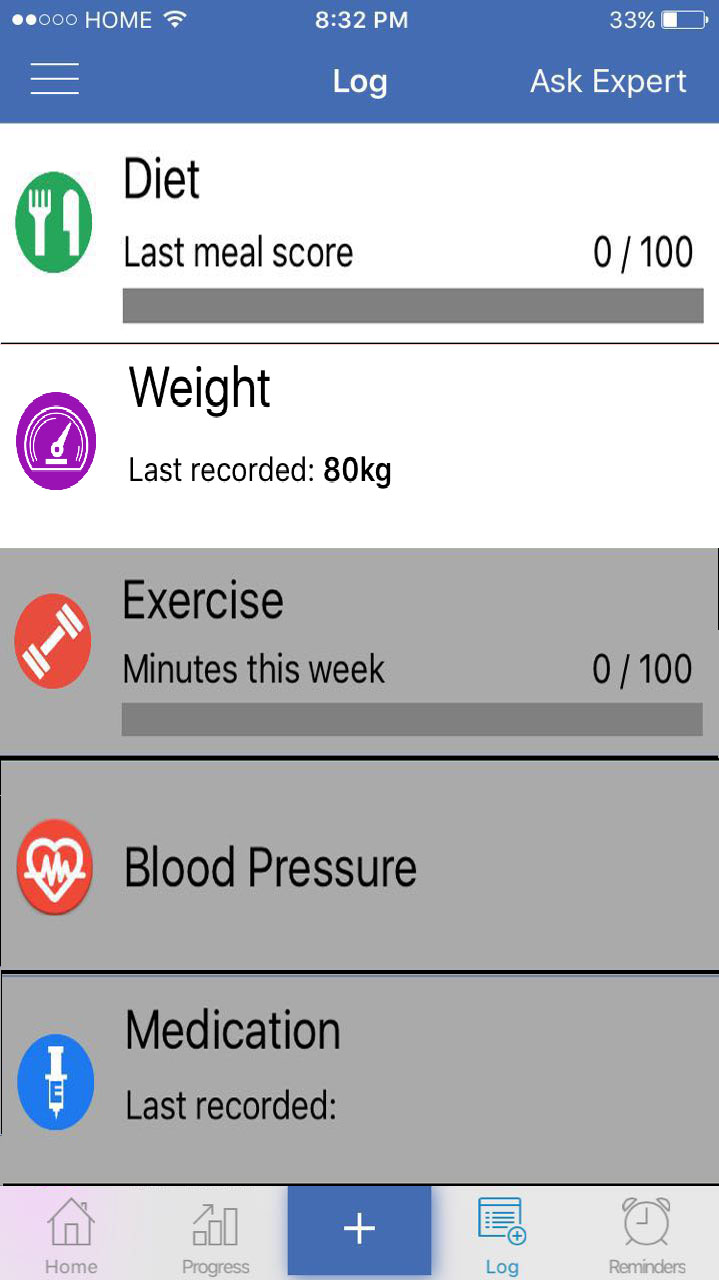 HOME 8:32 PM 33%
Log Ask Expert
Diet
Last meal score 0 / 100
Weight
Last recorded: 80kg
Exercise
Minutes this week 0 / 100
Blood Pressure
Medication
E
Last recorded:
+
Home Progress Log Reminders